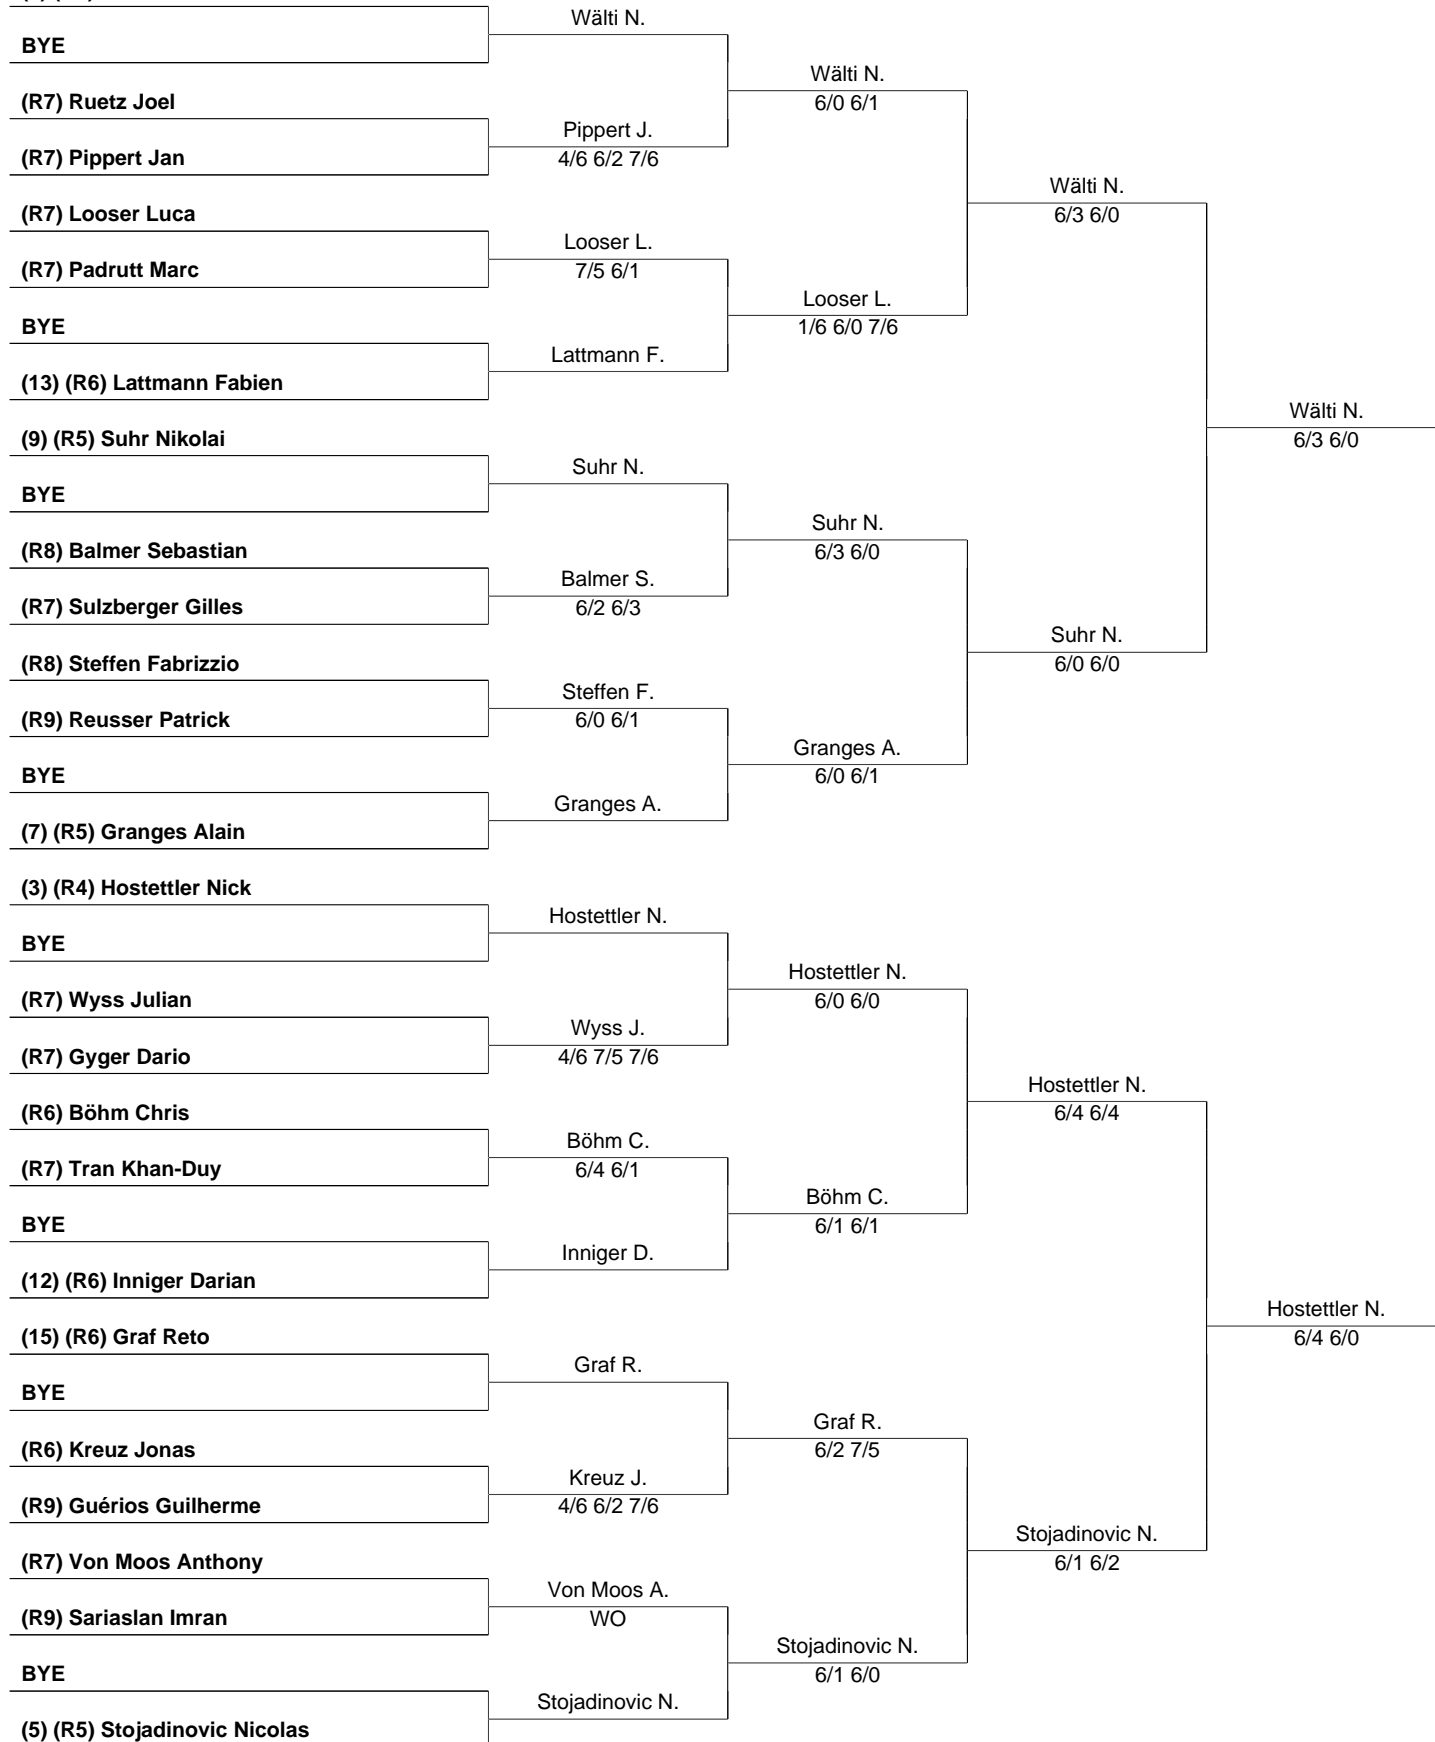 BYE
(R7) Ruetz Joel
(R7) Pippert Jan
(R7) Looser Luca
(R7) Padrutt Marc
BYE
(13) (R6) Lattmann Fabien
(9) (R5) Suhr Nikolai
BYE
(R8) Balmer Sebastian
(R7) Sulzberger Gilles
(R8) Steffen Fabrizzio
(R9) Reusser Patrick
BYE
(7) (R5) Granges Alain
(3) (R4) Hostettler Nick
BYE
(R7) Wyss Julian
(R7) Gyger Dario
(R6) Böhm Chris
(R7) Tran Khan-Duy
BYE
(12) (R6) Inniger Darian
(15) (R6) Graf Reto
BYE
(R6) Kreuz Jonas
(R9) Guérios Guilherme
(R7) Von Moos Anthony
(R9) Sariaslan Imran
BYE
(5) (R5) Stojadinovic Nicolas
Wälti N.
Pippert J.
4/6 6/2 7/6
Looser L.
7/5 6/1
Lattmann F.
Suhr N.
Balmer S.
6/2 6/3
Steffen F.
6/0 6/1
Granges A.
Hostettler N.
Wyss J.
4/6 7/5 7/6
Böhm C.
6/4 6/1
Inniger D.
Graf R.
Kreuz J.
4/6 6/2 7/6
Von Moos A.
WO
Stojadinovic N.
Wälti N.
6/0 6/1
Looser L.
1/6 6/0 7/6
Suhr N.
6/3 6/0
Granges A.
6/0 6/1
Hostettler N.
6/0 6/0
Böhm C.
6/1 6/1
Graf R.
6/2 7/5
Stojadinovic N.
6/1 6/0
Wälti N.
6/3 6/0
Suhr N.
6/0 6/0
Hostettler N.
6/4 6/4
Stojadinovic N.
6/1 6/2
Wälti N.
6/3 6/0
Hostettler N.
6/4 6/0